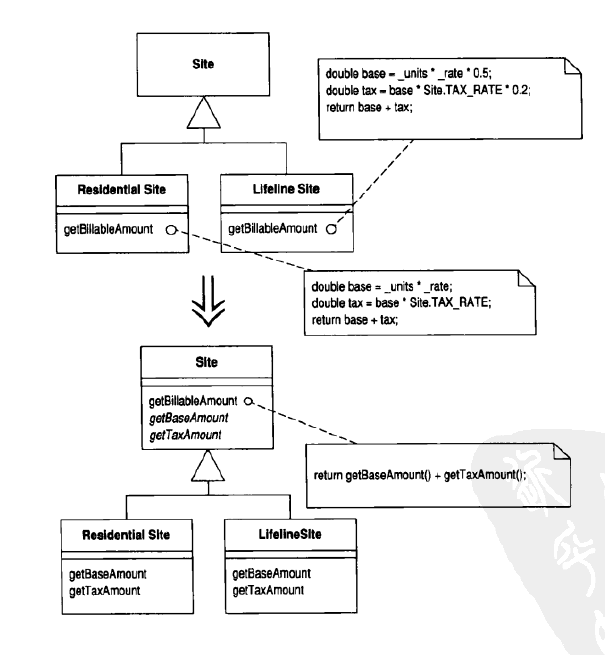 Site
double base = _units * _rate * 0.5;
double tax = base * Site.TAX_RATE * 0.2;
return base + tax;
Residential Site
getBillableAmount
Lifeline Site
getBillableAmount
double base = _units * _rate;
double tax = base * Site.TAX_RATE;
return base + tax;
Site
getBillableAmount
getBaseAmount
getTaxAmount
return getBaseAmount() + getTaxAmount();
Residential Site
getBaseAmount
getTaxAmount
LifelineSite
getBaseAmount
getTaxAmount